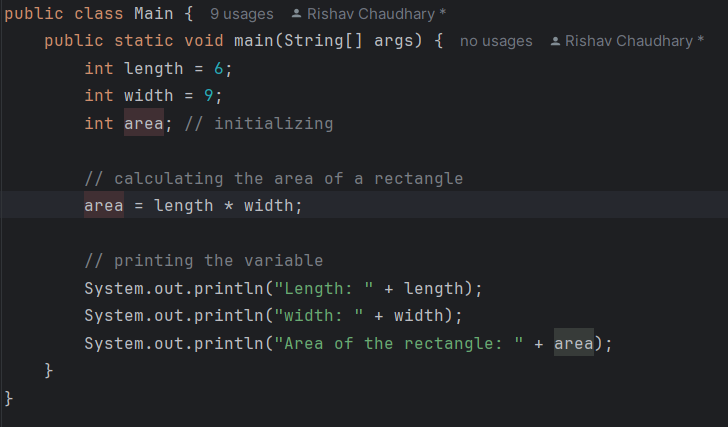 public class Main { 9 usages Rishav Chaudhary *
    public static void main(String[] args) { no usages Rishav Chaudhary *
        int length = 6;
        int width = 9;
        int area; // initializing
        // calculating the area of a rectangle
        area = length * width;
        // printing the variable
        System.out.println("Length: " + length);
        System.out.println("width: " + width);
        System.out.println("Area of the rectangle: " + area);
    }
}